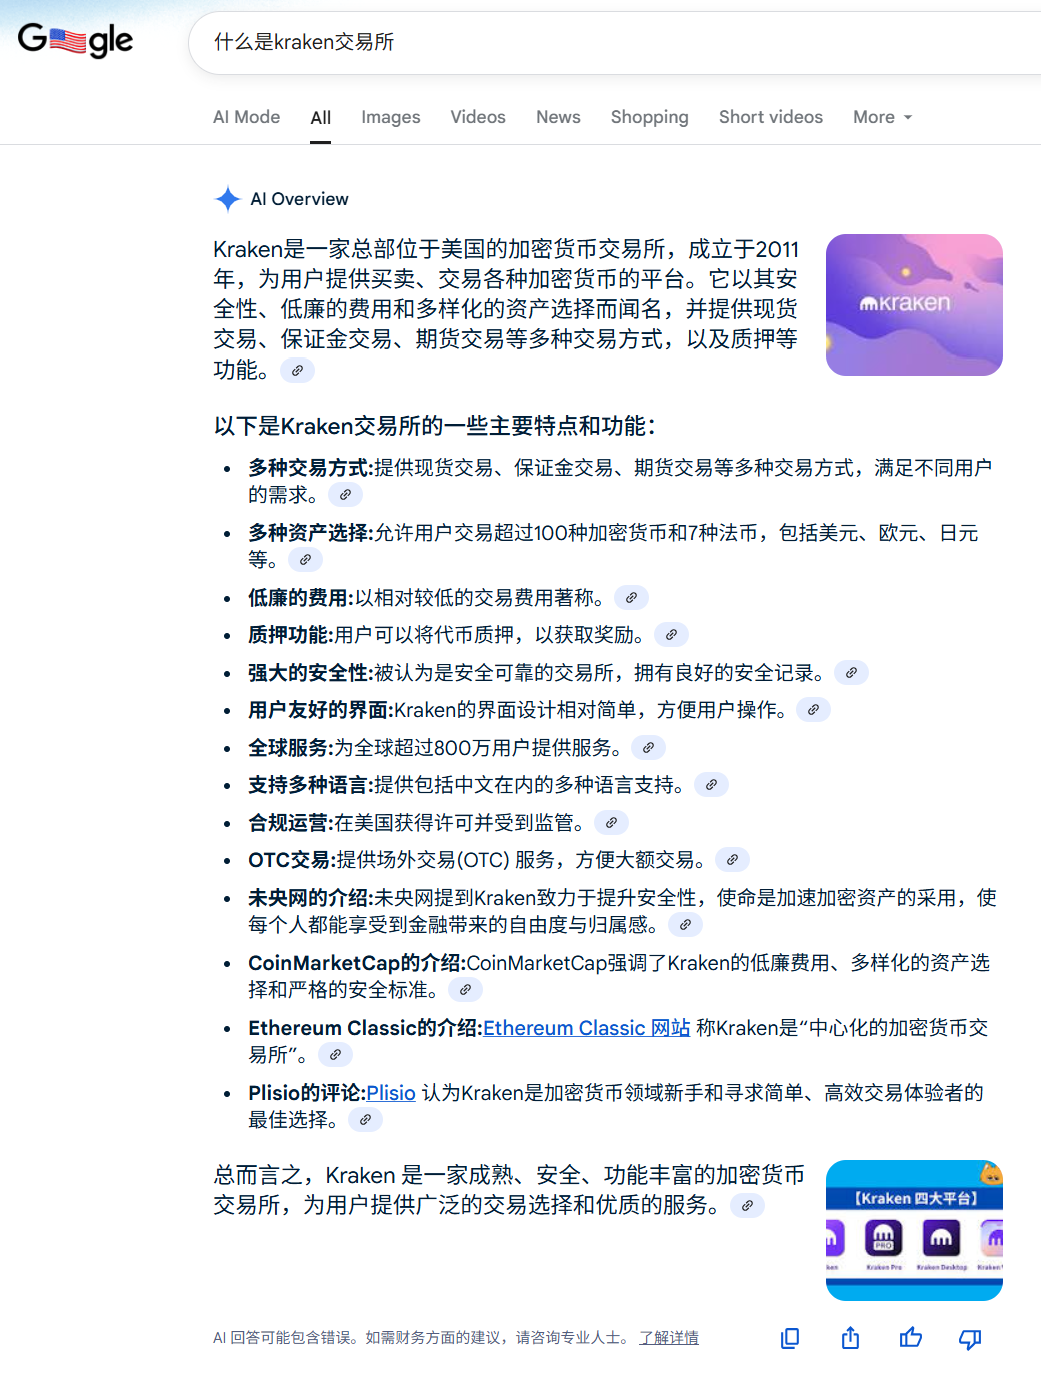 Google
什么是kraken交易所
AI Mode All Images Videos News Shopping Short videos More
AI Overview
Kraken是一家总部位于美国的加密货币交易所，成立于2011
年，为用户提供买卖、交易各种加密货币的平台。它以其安
全性、低廉的费用和多样化的资产选择而闻名，并提供现货
交易、保证金交易、期货交易等多种交易方式，以及质押等
功能。
kraken
以下是Kraken交易所的一些主要特点和功能：
多种交易方式:提供现货交易、保证金交易、期货交易等多种交易方式，满足不同用户
的需求。
多种资产选择:允许用户交易超过100种加密货币和7种法币，包括美元、欧元、日元
等。
低廉的费用:以相对较低的交易费用著称。
质押功能:用户可以将代币质押，以获取奖励。
强大的安全性:被认为是安全可靠的交易所，拥有良好的安全记录。
用户友好的界面:Kraken的界面设计相对简单，方便用户操作。
全球服务:为全球超过800万用户提供服务。
支持多种语言:提供包括中文在内的多种语言支持。
合规运营:在美国获得许可并受到监管。
OTC交易:提供场外交易(OTC) 服务，方便大额交易。
未央网的介绍:未央网提到Kraken致力于提升安全性，使命是加速加密资产的采用，使
每个人都能享受到金融带来的自由度与归属感。
CoinMarketCap的介绍:CoinMarketCap强调了Kraken的低廉费用、多样化的资产选
择和严格的安全标准。
Ethereum Classic的介绍:Ethereum Classic 网站 称Kraken是“中心化的加密货币交
易所”。
Plisio的评论:Plisio 认为Kraken是加密货币领域新手和寻求简单、高效交易体验者的
最佳选择。
总而言之，Kraken 是一家成熟、安全、功能丰富的加密货币
交易所，为用户提供广泛的交易选择和优质的服务。
【Kraken 四大平台】
PRO
Kraken Pro Kraken Desktop
AI 回答可能包含错误。如需财务方面的建议，请咨询专业人士。 了解详情